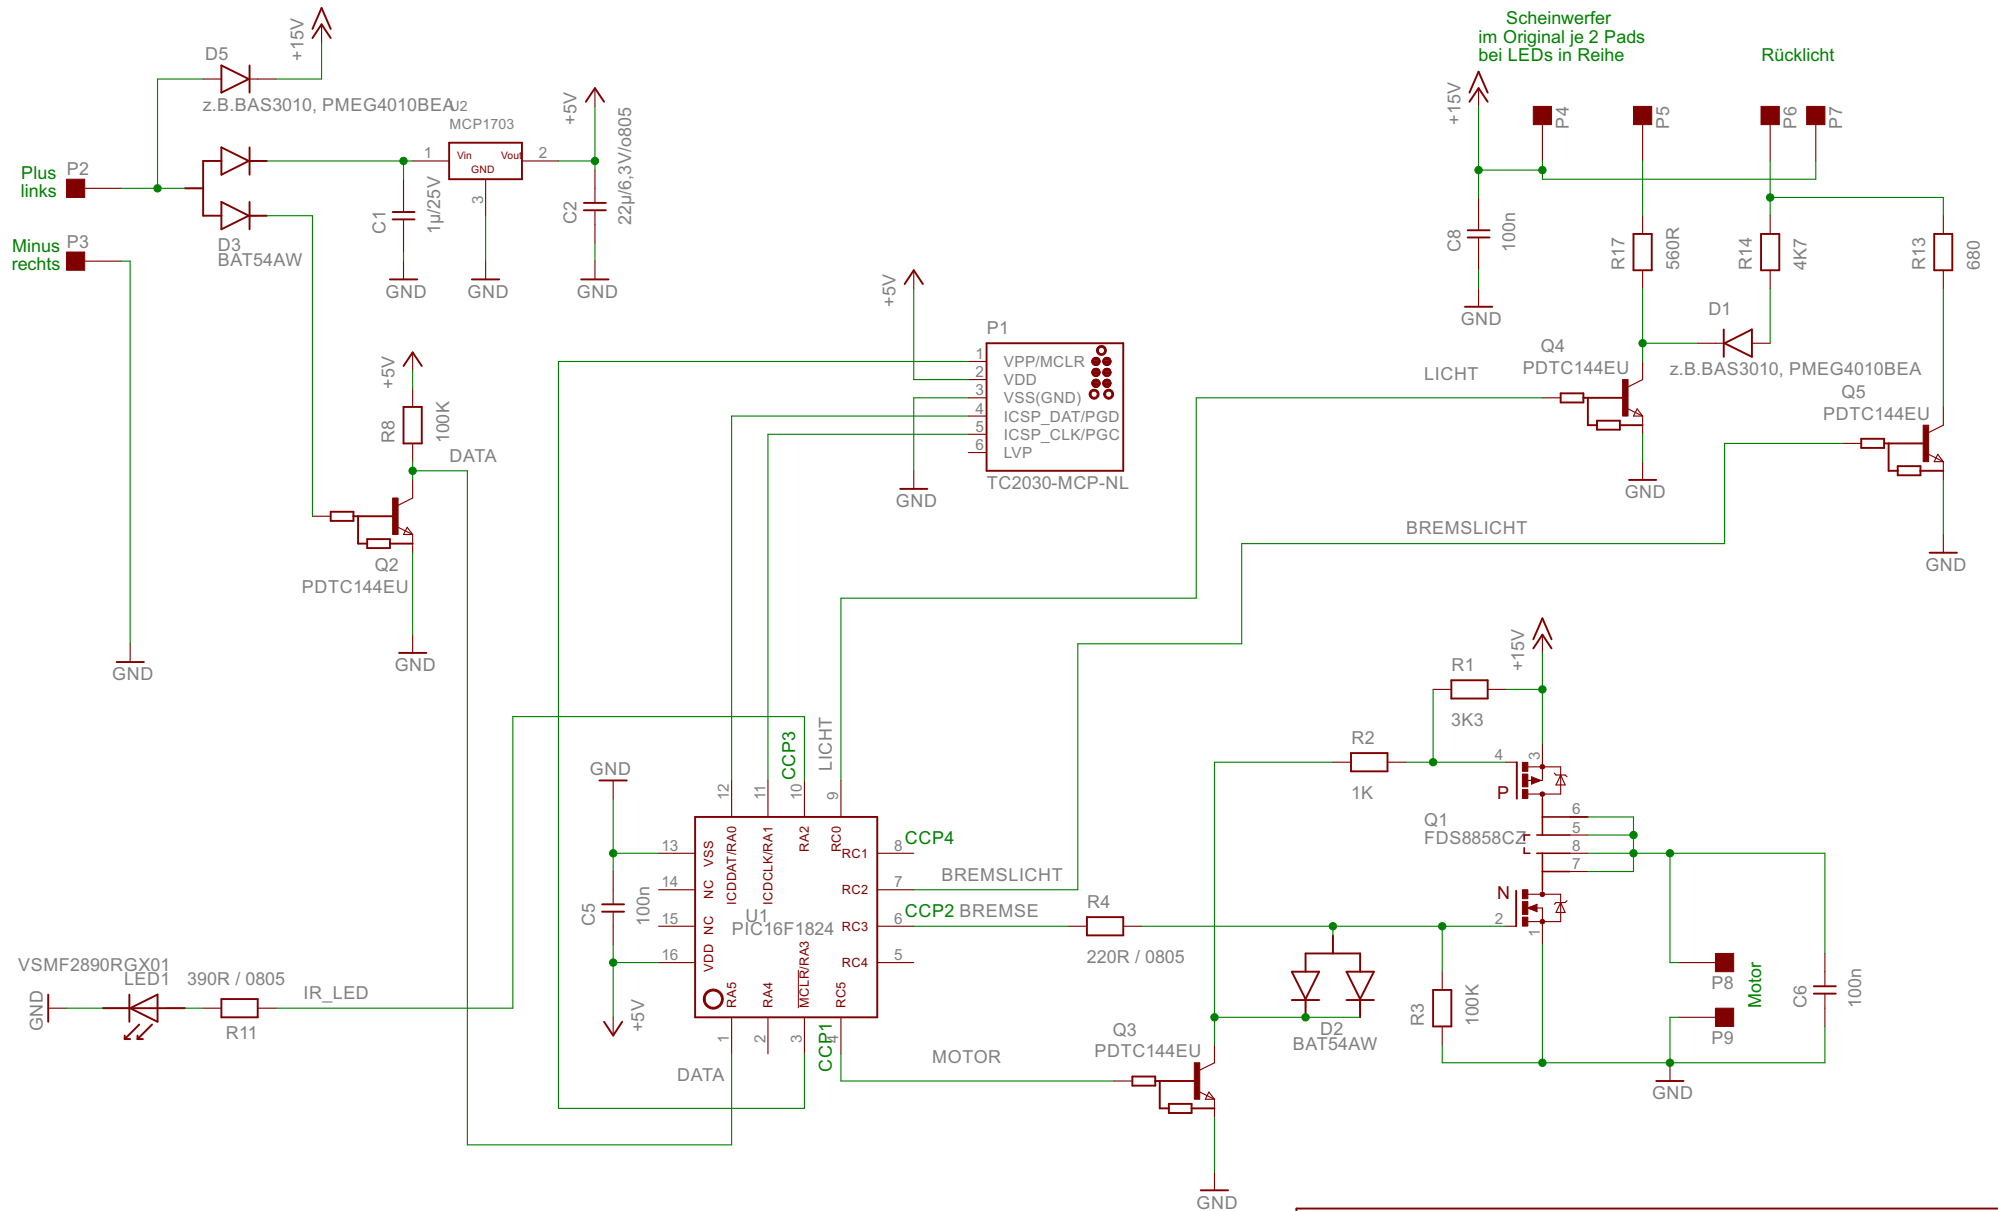 +15V
D5
z.B.BAS3010, PMEG4010BEA
U2
MCP1703
Vin
Vout
GND
1
2
3
+5V
22µ/6,3V/o805
C2
GND
C1
1µ/25V
GND
GND
Plus
links
P2
Minus
rechts
P3
D3
BAT54AW
GND
+5V
R8
100K
DATA
Q2
PDTC144EU
GND
+5V
P1
1
VPP/MCLR
2
VDD
3
VSS(GND)
4
ICSP_DAT/PGD
5
ICSP_CLK/PGC
6
LVP
TC2030-MCP-NL
GND
Scheinwerfer
im Original je 2 Pads
bei LEDs in Reihe
Rücklicht
+15V
P4
P5
P6
P7
C8
100n
GND
R17
560R
R14
4K7
R13
680
D1
z.B.BAS3010, PMEG4010BEA
Q4
PDTC144EU
LICHT
GND
Q5
PDTC144EU
BREMSLICHT
GND
GND
C5
100n
+5V
12
11
10
9
CCP3
LICHT
13
VSS
14
NC
15
NC
16
VDD
ICDDAT/RA0
ICDCLK/RA1
RA2
RC0
RC1
8
CCP4
RC2
7
BREMSLICHT
RC3
6
CCP2
BREMSE
RC4
5
U1
PIC16F1824
RA5
RA4
MCLR/RA3
RC5
1
2
3
4
CCP1
DATA
MOTOR
VSMF2890RGX01
LED1
390R / 0805
R11
IR_LED
GND
R4
220R / 0805
D2
BAT54AW
R3
100K
Q3
PDTC144EU
GND
+15V
R1
3K3
R2
1K
4
3
P
Q1
FDS8858CZ
6
5
8
7
N
2
1
P8
P9
Motor
C6
100n
GND